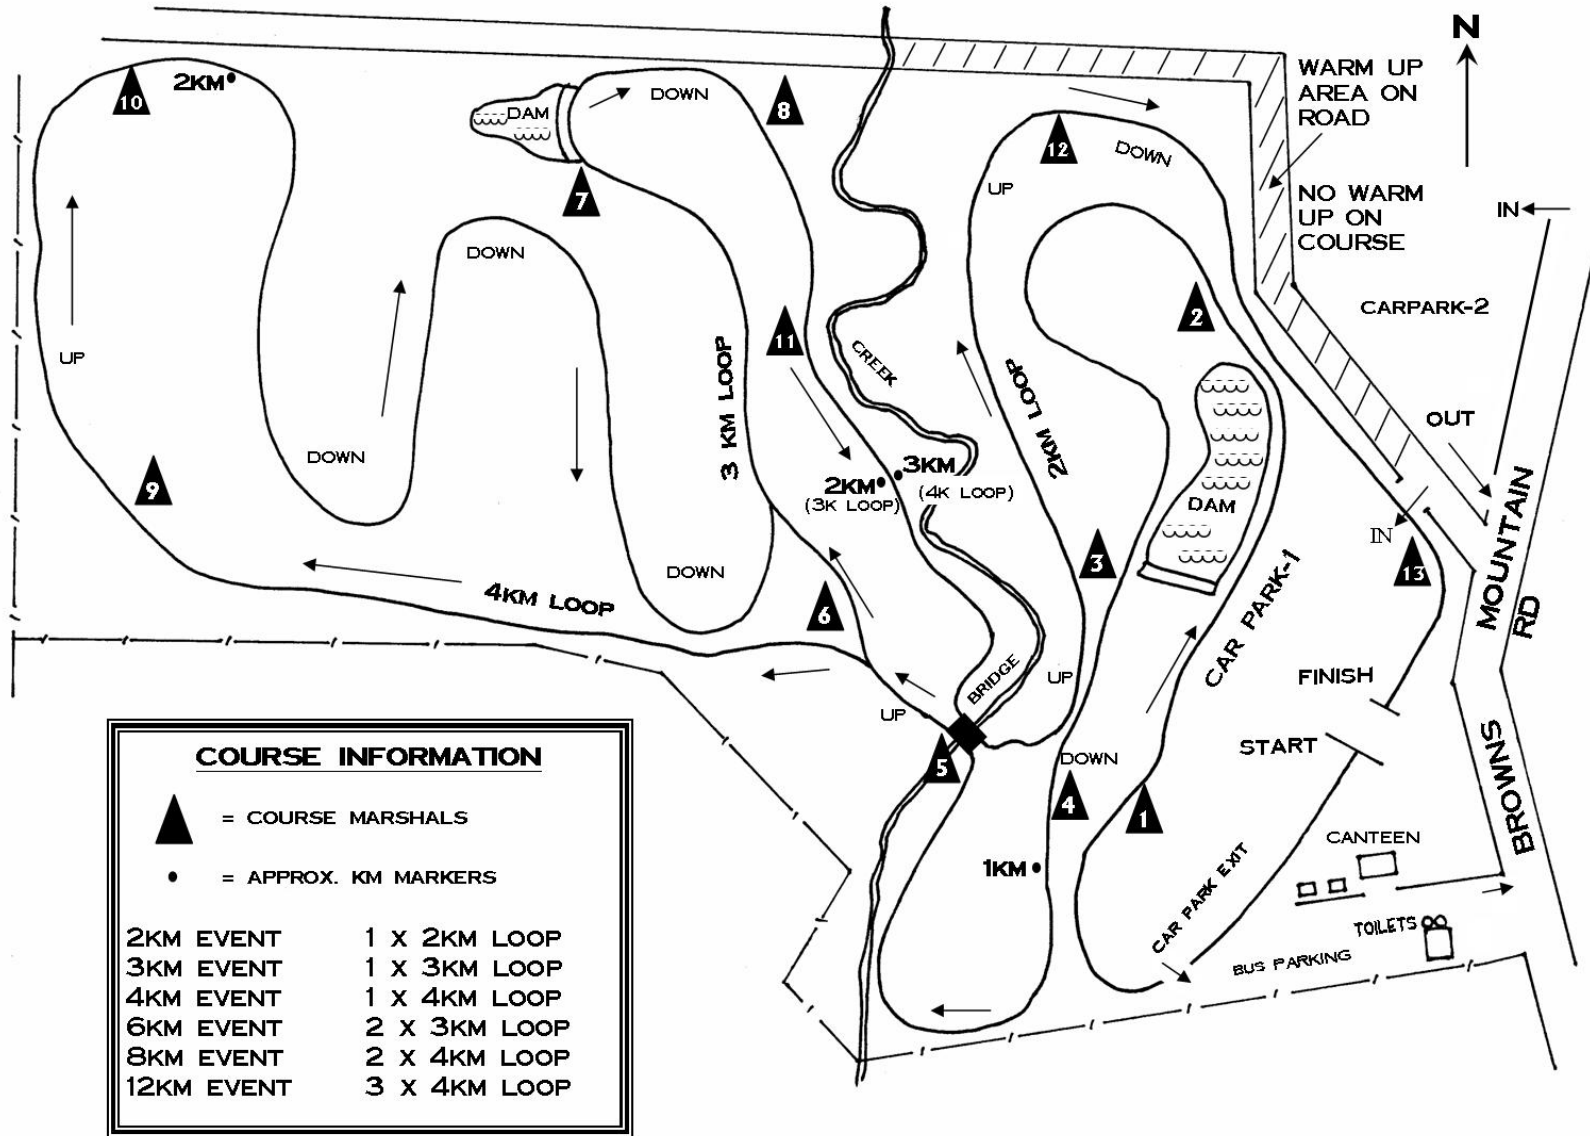 N
WARM UP
AREA ON
ROAD
NO WARM
UP ON
COURSE
IN
CARPARK-2
OUT
IN
MOUNTAIN
RD
BROWNS
10
2KM
DAM
DOWN
7
8
12
DOWN
UP
2
DOWN
UP
DOWN
9
11
CREEK
3 KM LOOP
2KM LOOP
3KM
(4K LOOP)
2KM
(3K LOOP)
DAM
3
13
4KM LOOP
DOWN
6
CAR PARK-1
BRIDGE
UP
UP
FINISH
START
5
DOWN
4
1
1KM
CAR PARK EXIT
CANTEEN
TOILETS
BUS PARKING
COURSE INFORMATION
= COURSE MARSHALS
= APPROX. KM MARKERS
2KM EVENT 1 X 2KM LOOP
3KM EVENT 1 X 3KM LOOP
4KM EVENT 1 X 4KM LOOP
6KM EVENT 2 X 3KM LOOP
8KM EVENT 2 X 4KM LOOP
12KM EVENT 3 X 4KM LOOP